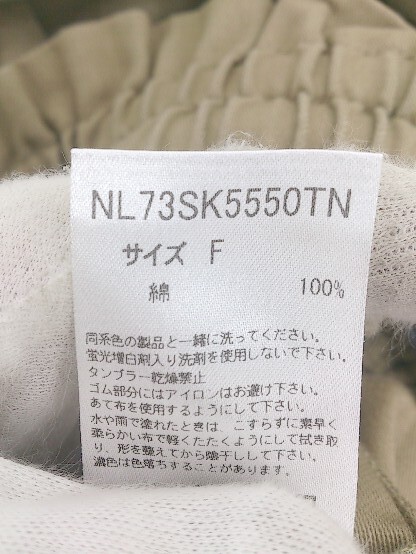 NL73SK5550TN
サイズ F
綿 100%
同系色の製品と一緒に洗ってください。
蛍光増白剤入り洗剤を使用しないで下さい。
タンブラー乾燥禁止
ゴム部分にはアイロンはお避け下さい。
あて布を使用するようにして下さい。
水や雨で塗れたときは、こすらずに素早く
柔らかい布で軽くたたくようにして拭き取
り、形を整えてから陰干しして下さい。
濃色は色落ちすることがあります。